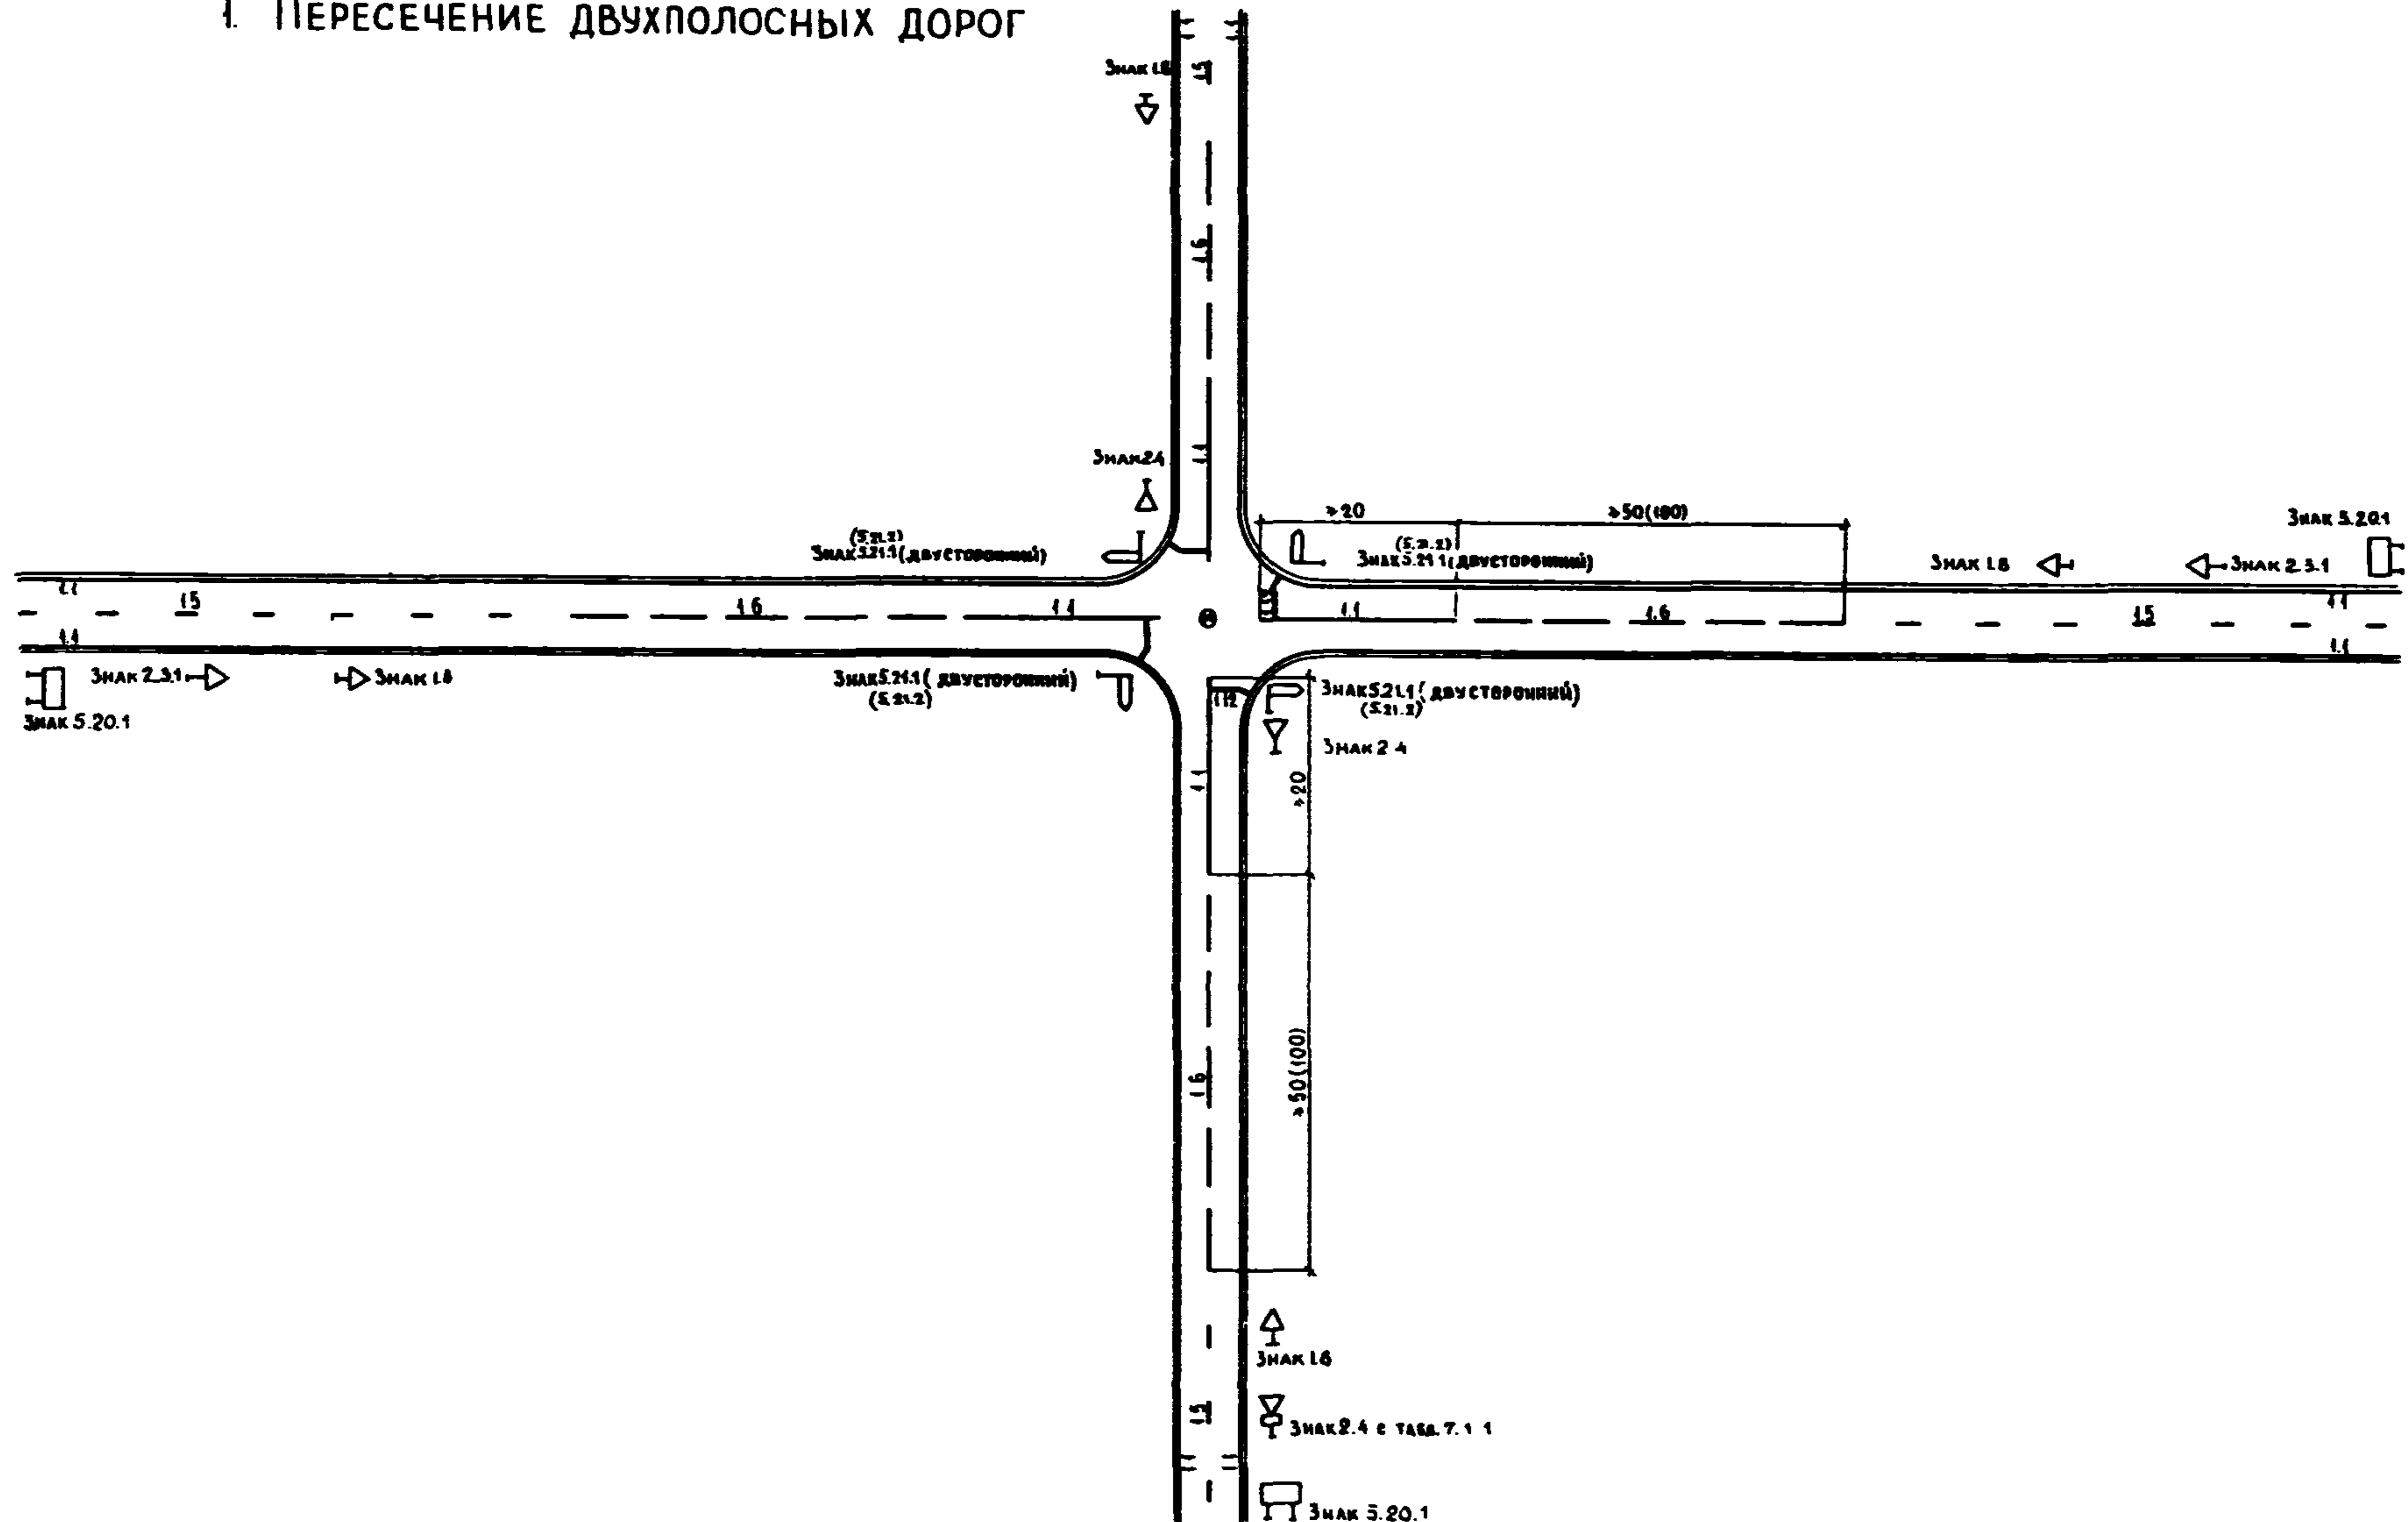 1. ПЕРЕСЕЧЕНИЕ ДВУХПОЛОСНЫХ ДОРОГ
Знак 1.8
1.5
1.6
1.1
Знак 2.4
(5.21.2)
Знак 5.21.1 (двусторонний)
≥20
≥50(100)
(5.21.2)
Знак 5.21.1 (двусторонний)
Знак 1.8
Знак 2.3.1
Знак 5.20.1
1.1
1.5
1.6
1.1
1.1
1.6
1.5
1.1
1.1
1.1
Знак 2.3.1
Знак 1.8
Знак 5.20.1
Знак 5.21.1 (двусторонний)
(5.21.2)
1.12
Знак 5.21.1 (двусторонний)
(5.21.2)
Знак 2.4
1.1
≥20
1.6
≥50(100)
Знак 1.8
1.5
Знак 2.4 с табл. 7.1.1
Знак 5.20.1